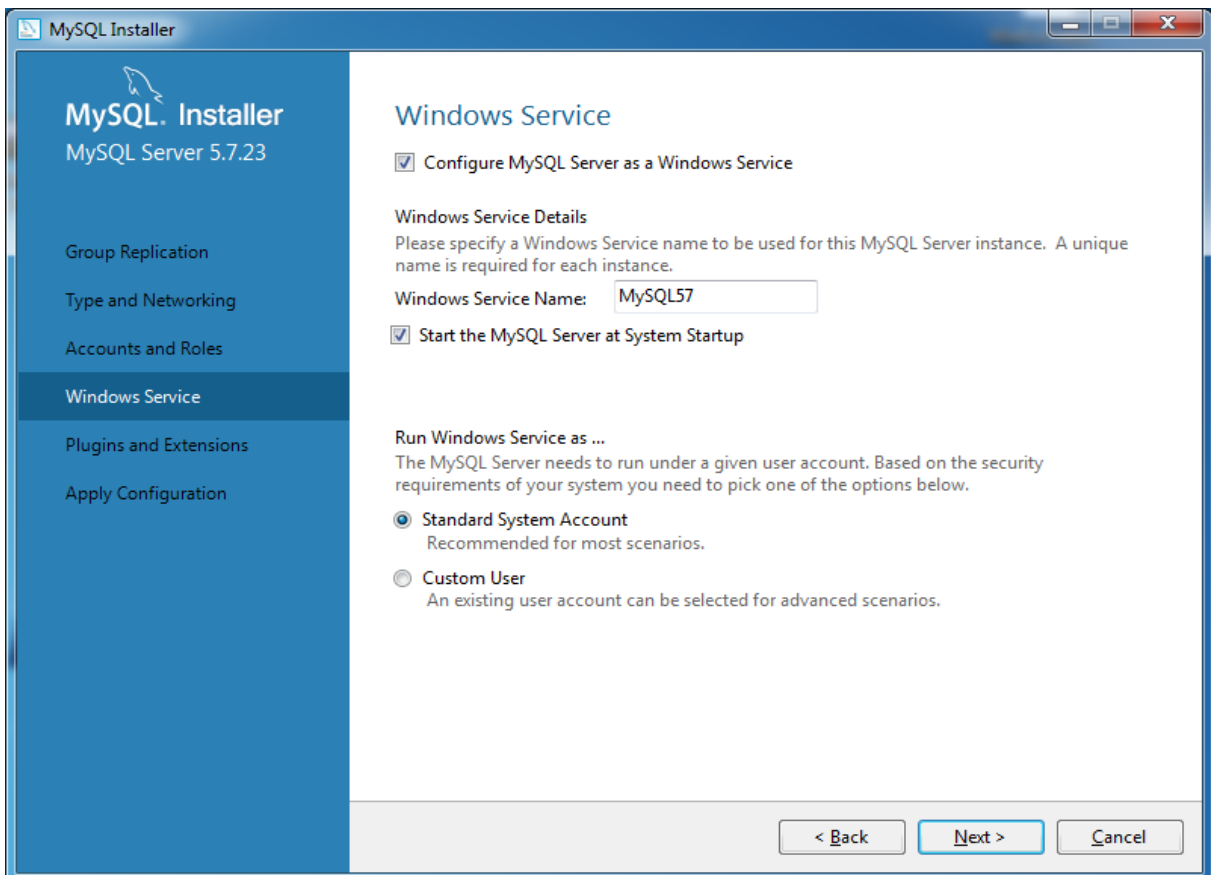 MySQL Installer
MySQL. Installer
MySQL Server 5.7.23
Group Replication
Type and Networking
Accounts and Roles
Windows Service
Plugins and Extensions
Apply Configuration
Windows Service
Configure MySQL Server as a Windows Service
Windows Service Details
Please specify a Windows Service name to be used for this MySQL Server instance.  A unique
name is required for each instance.
Windows Service Name: MySQL57
Start the MySQL Server at System Startup
Run Windows Service as ...
The MySQL Server needs to run under a given user account. Based on the security
requirements of your system you need to pick one of the options below.
Standard System Account
Recommended for most scenarios.
Custom User
An existing user account can be selected for advanced scenarios.
< Back Next > Cancel